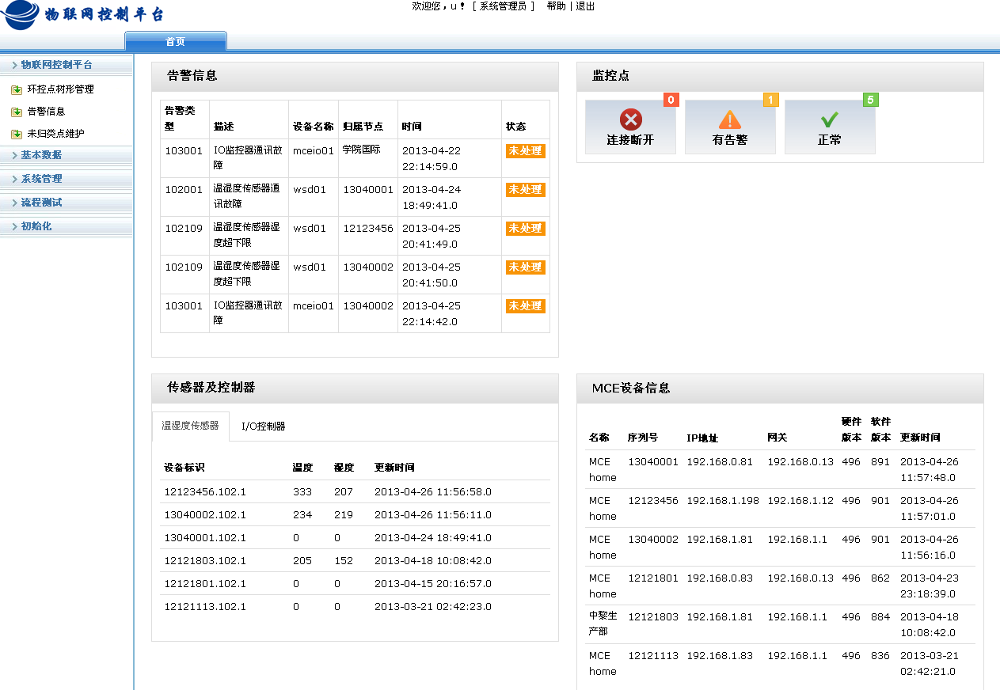 物联网控制平台
欢迎您，u！ [ 系统管理员 ] 帮助 | 退出
首页
物联网控制平台
环控点树形管理
告警信息
未归类点维护
基本数据
系统管理
流程测试
初始化
告警信息
告警类
型 描述 设备名称 归属节点 时间 状态
103001 IO监控器通讯故 mceio01 学院国际 2013-04-22 未处理
障 22:14:59.0
102001 温湿度传感器通 wsd01 13040001 2013-04-24 未处理
讯故障 18:49:41.0
102109 温湿度传感器湿 wsd01 12123456 2013-04-25 未处理
度超下限 20:41:49.0
102109 温湿度传感器湿 wsd01 13040002 2013-04-25 未处理
度超下限 20:41:50.0
103001 IO监控器通讯故 mceio01 13040002 2013-04-25 未处理
障 22:14:42.0
监控点
0 1 5
连接断开 有告警 正常
传感器及控制器
温湿度传感器 I/O控制器
设备标识 温度 湿度 更新时间
12123456.102.1 333 207 2013-04-26 11:56:58.0
13040002.102.1 234 219 2013-04-26 11:56:11.0
13040001.102.1 0 0 2013-04-24 18:49:41.0
12121803.102.1 205 152 2013-04-18 10:08:42.0
12121801.102.1 0 0 2013-04-15 20:16:57.0
12121113.102.1 0 0 2013-03-21 02:42:23.0
MCE设备信息
硬件 软件
名称 序列号 IP地址 网关 版本 版本 更新时间
MCE 13040001 192.168.0.81 192.168.0.13 496 891 2013-04-26
home 11:57:48.0
MCE 12123456 192.168.1.198 192.168.1.12 496 901 2013-04-26
home 11:57:01.0
MCE 13040002 192.168.1.81 192.168.1.1 496 901 2013-04-26
home 11:56:16.0
MCE 12121801 192.168.0.83 192.168.0.13 496 862 2013-04-23
home 23:18:39.0
中黎生 12121803 192.168.1.81 192.168.1.1 496 884 2013-04-18
产部 10:08:42.0
MCE 12121113 192.168.1.83 192.168.1.1 496 836 2013-03-21
home 02:42:21.0